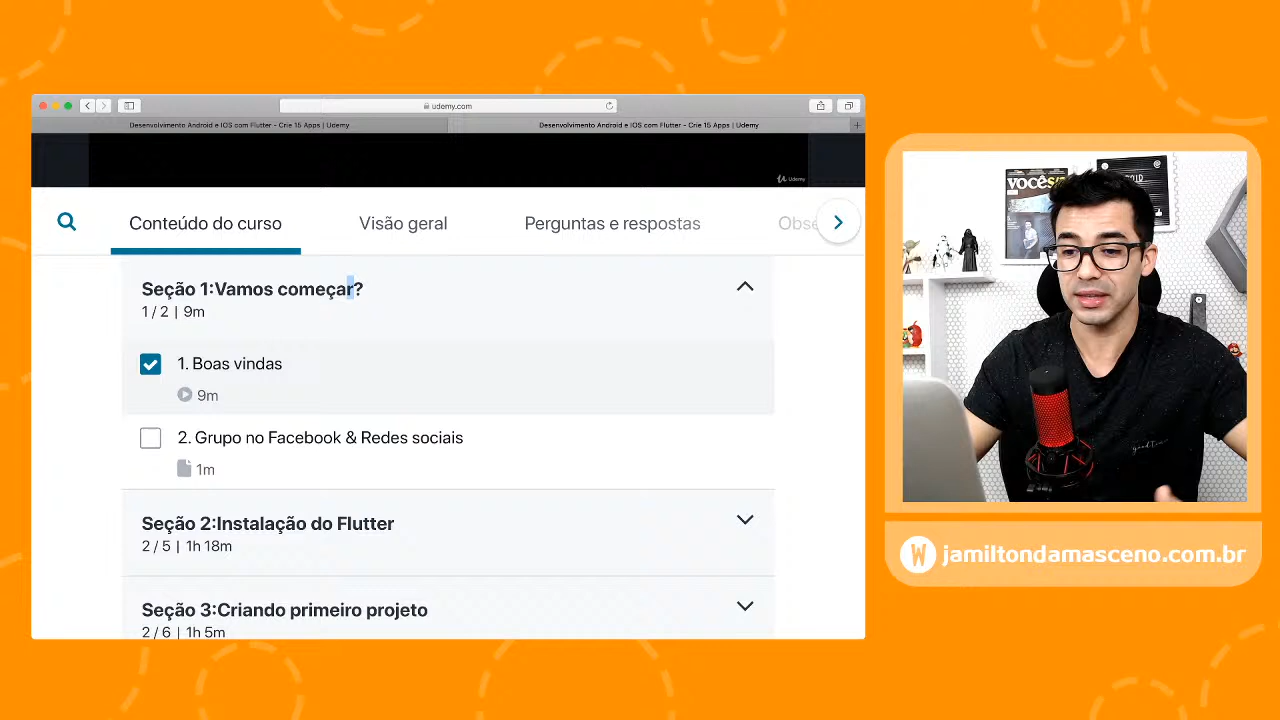 udemy.com
Desenvolvimento Android e IOS com Flutter - Crie 15 Apps | Udemy
Desenvolvimento Android e IOS com Flutter - Crie 15 Apps | Udemy
Udemy
Conteúdo do curso
Visão geral
Perguntas e respostas
Obse
Seção 1:Vamos começar?
1 / 2 | 9m
1. Boas vindas
9m
2. Grupo no Facebook & Redes sociais
1m
Seção 2:Instalação do Flutter
2 / 5 | 1h 18m
Seção 3:Criando primeiro projeto
2 / 6 | 1h 5m
VOCÊ S/
W jamiltondamasceno.com.br